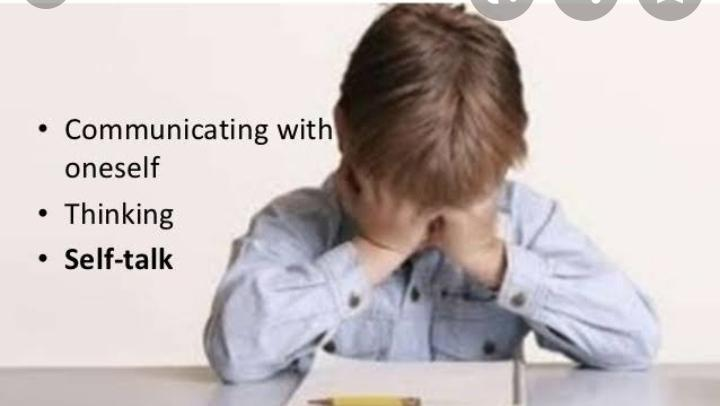 • Communicating with
oneself
• Thinking
• Self-talk